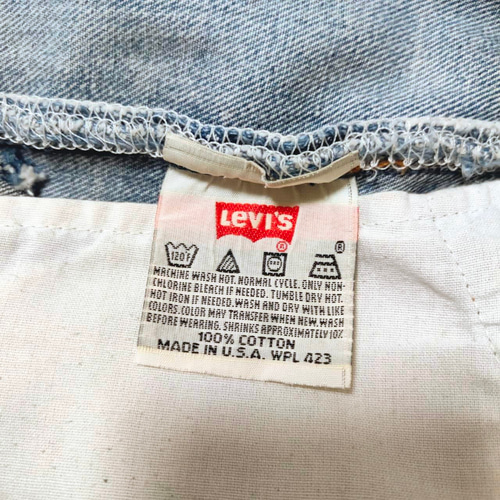 LEVI'S
®
®
120°F
MACHINE WASH HOT. NORMAL CYCLE. ONLY NON-
CHLORINE BLEACH IF NEEDED. TUMBLE DRY HOT.
HOT IRON IF NEEDED. WASH AND DRY WITH LIKE
COLORS. COLOR MAY TRANSFER WHEN NEW. WASH
BEFORE WEARING. SHRINKS APPROXIMATELY 10%
100% COTTON
MADE IN U.S.A. WPL 423